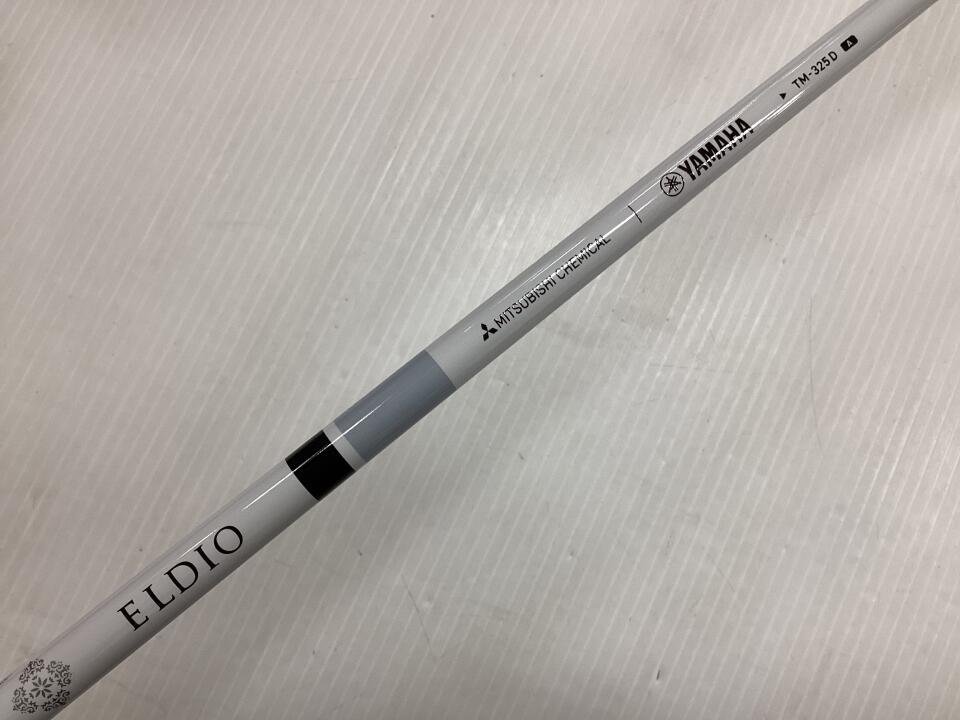 ELDIO
MITSUBISHI CHEMICAL | YAMAHA ▶ TM-325D A